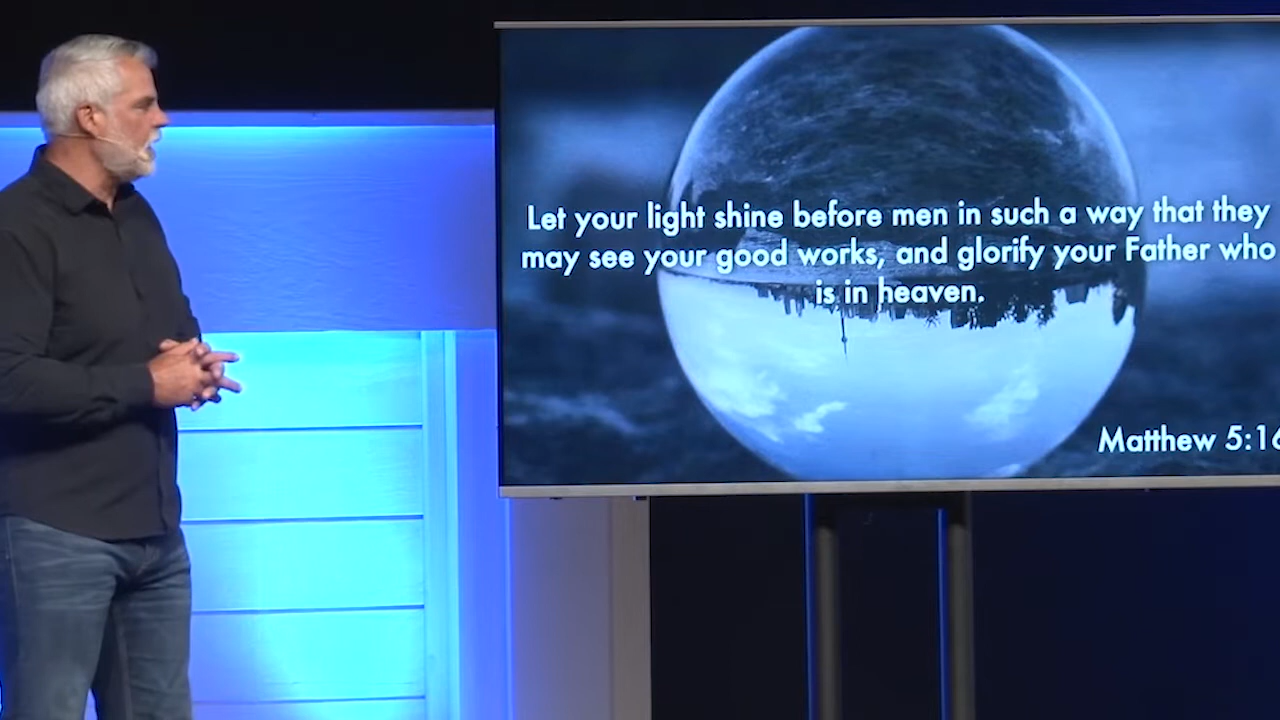 Let your light shine before men in such a way that they
may see your good works, and glorify your Father who
is in heaven.
Matthew 5:16